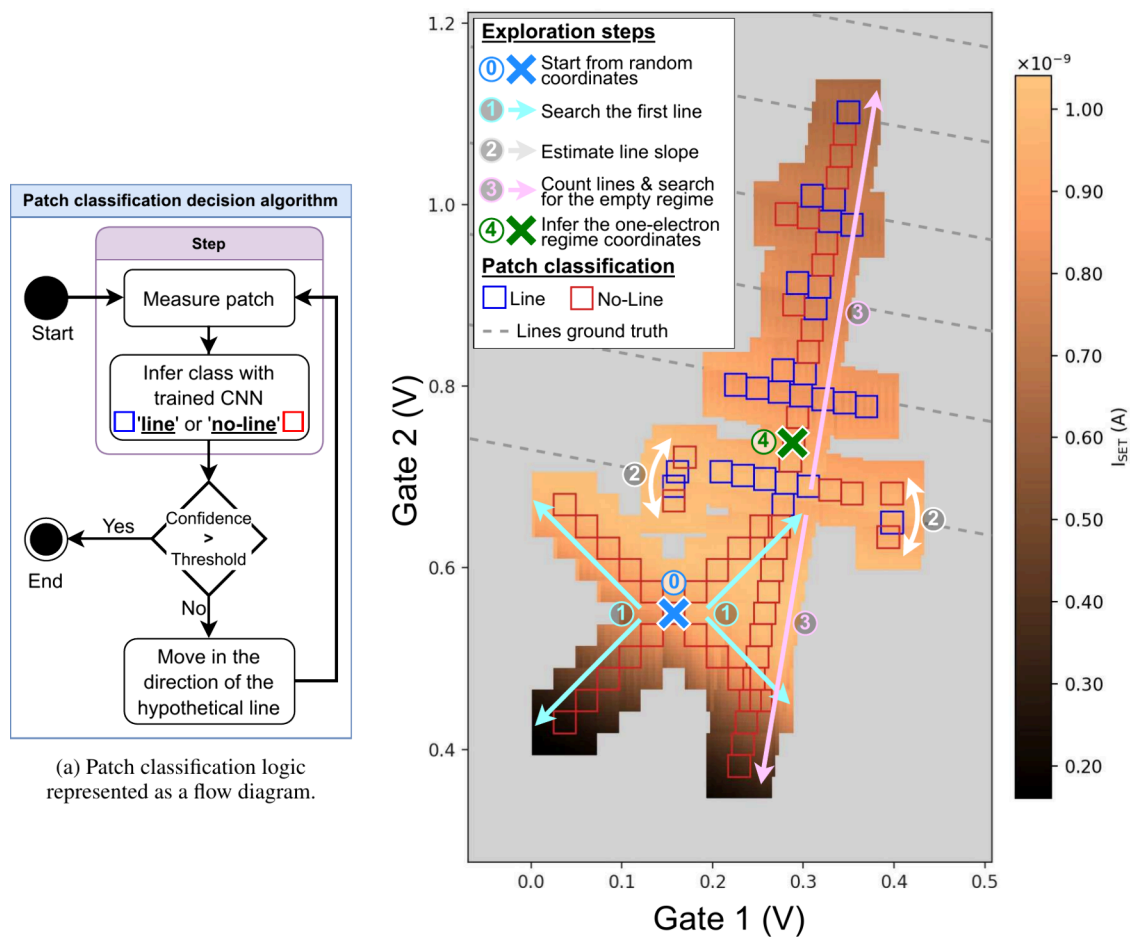 Patch classification decision algorithm
Step
Start
Measure patch
Infer class with
trained CNN
'line' or 'no-line'
Yes
Confidence
>
Threshold
End
No
Move in the
direction of the
hypothetical line
(a) Patch classification logic
represented as a flow diagram.
Exploration steps
0 Start from random
coordinates
1 Search the first line
2 Estimate line slope
3 Count lines & search
for the empty regime
4 Infer the one-electron
regime coordinates
Patch classification
Line No-Line
Lines ground truth
1.2
1.0
0.8
0.6
0.4
Gate 2 (V)
0.0 0.1 0.2 0.3 0.4 0.5
Gate 1 (V)
3
4
2
2
0
1
1
3
×10⁻⁹
1.00
0.90
0.80
0.70
0.60
0.50
0.40
0.30
0.20
I_SET (A)